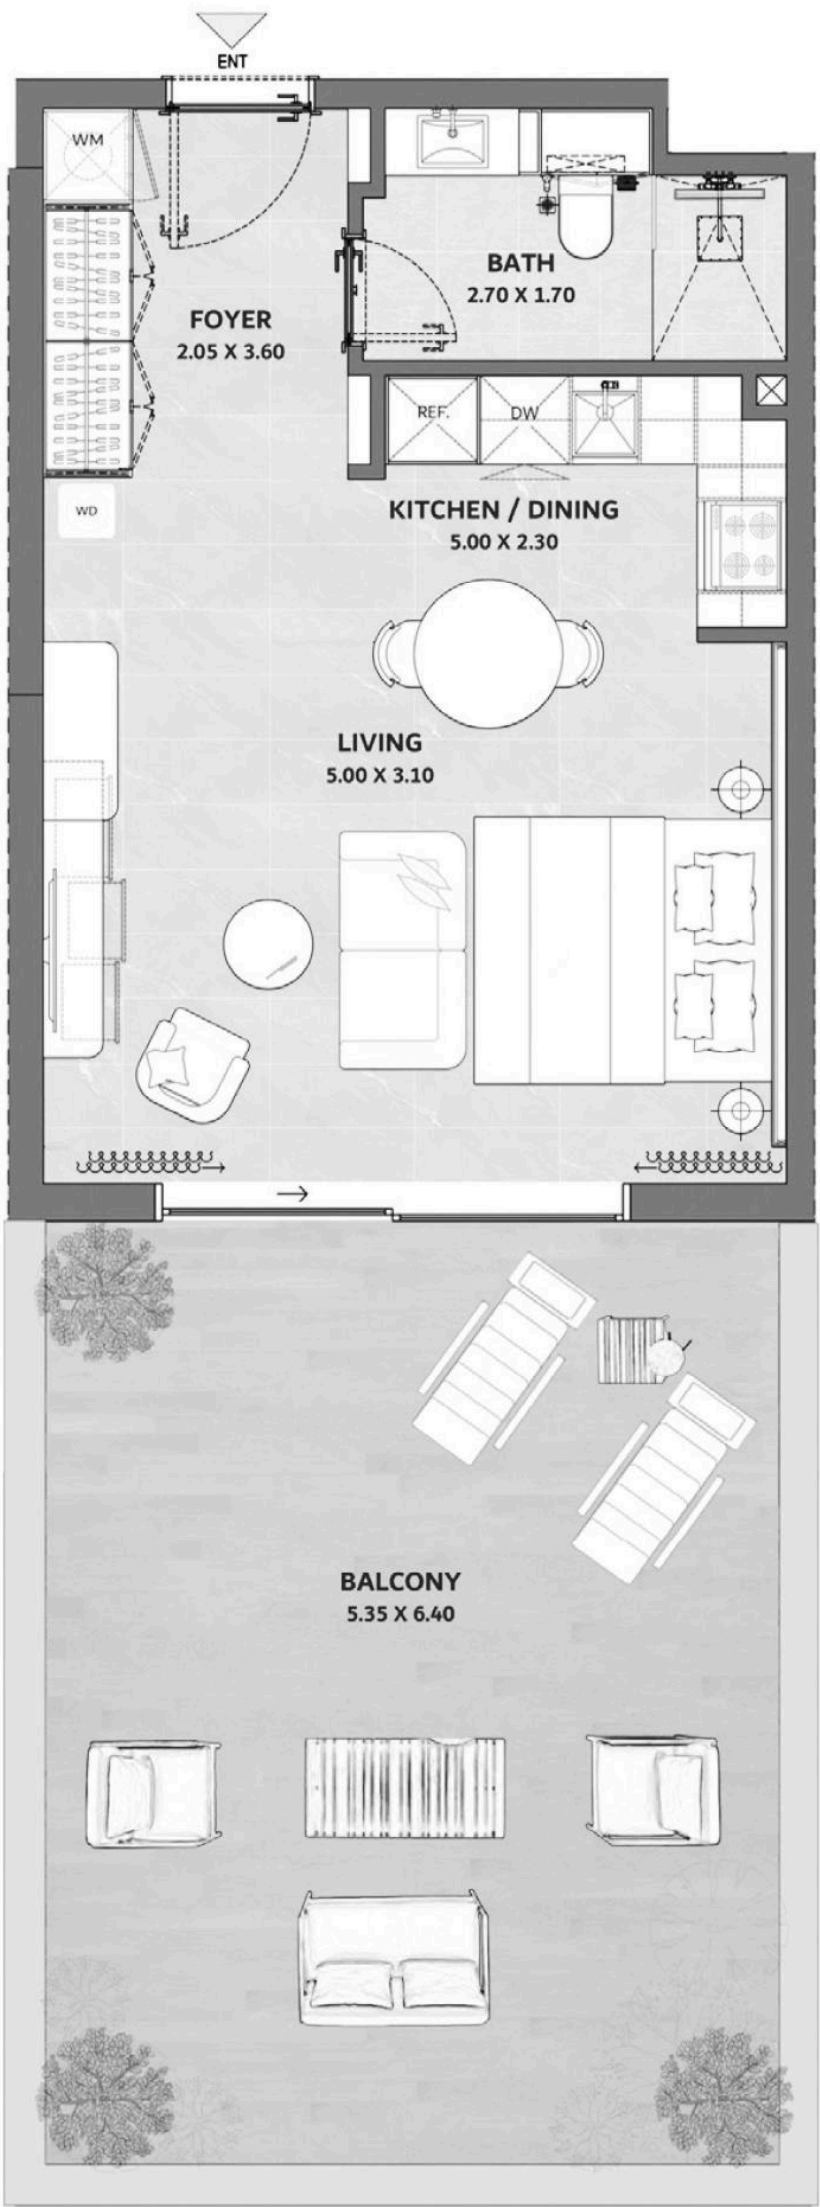 ENT
WM
BATH
2.70 X 1.70
FOYER
2.05 X 3.60
REF.
DW
WD
KITCHEN / DINING
5.00 X 2.30
LIVING
5.00 X 3.10
BALCONY
5.35 X 6.40